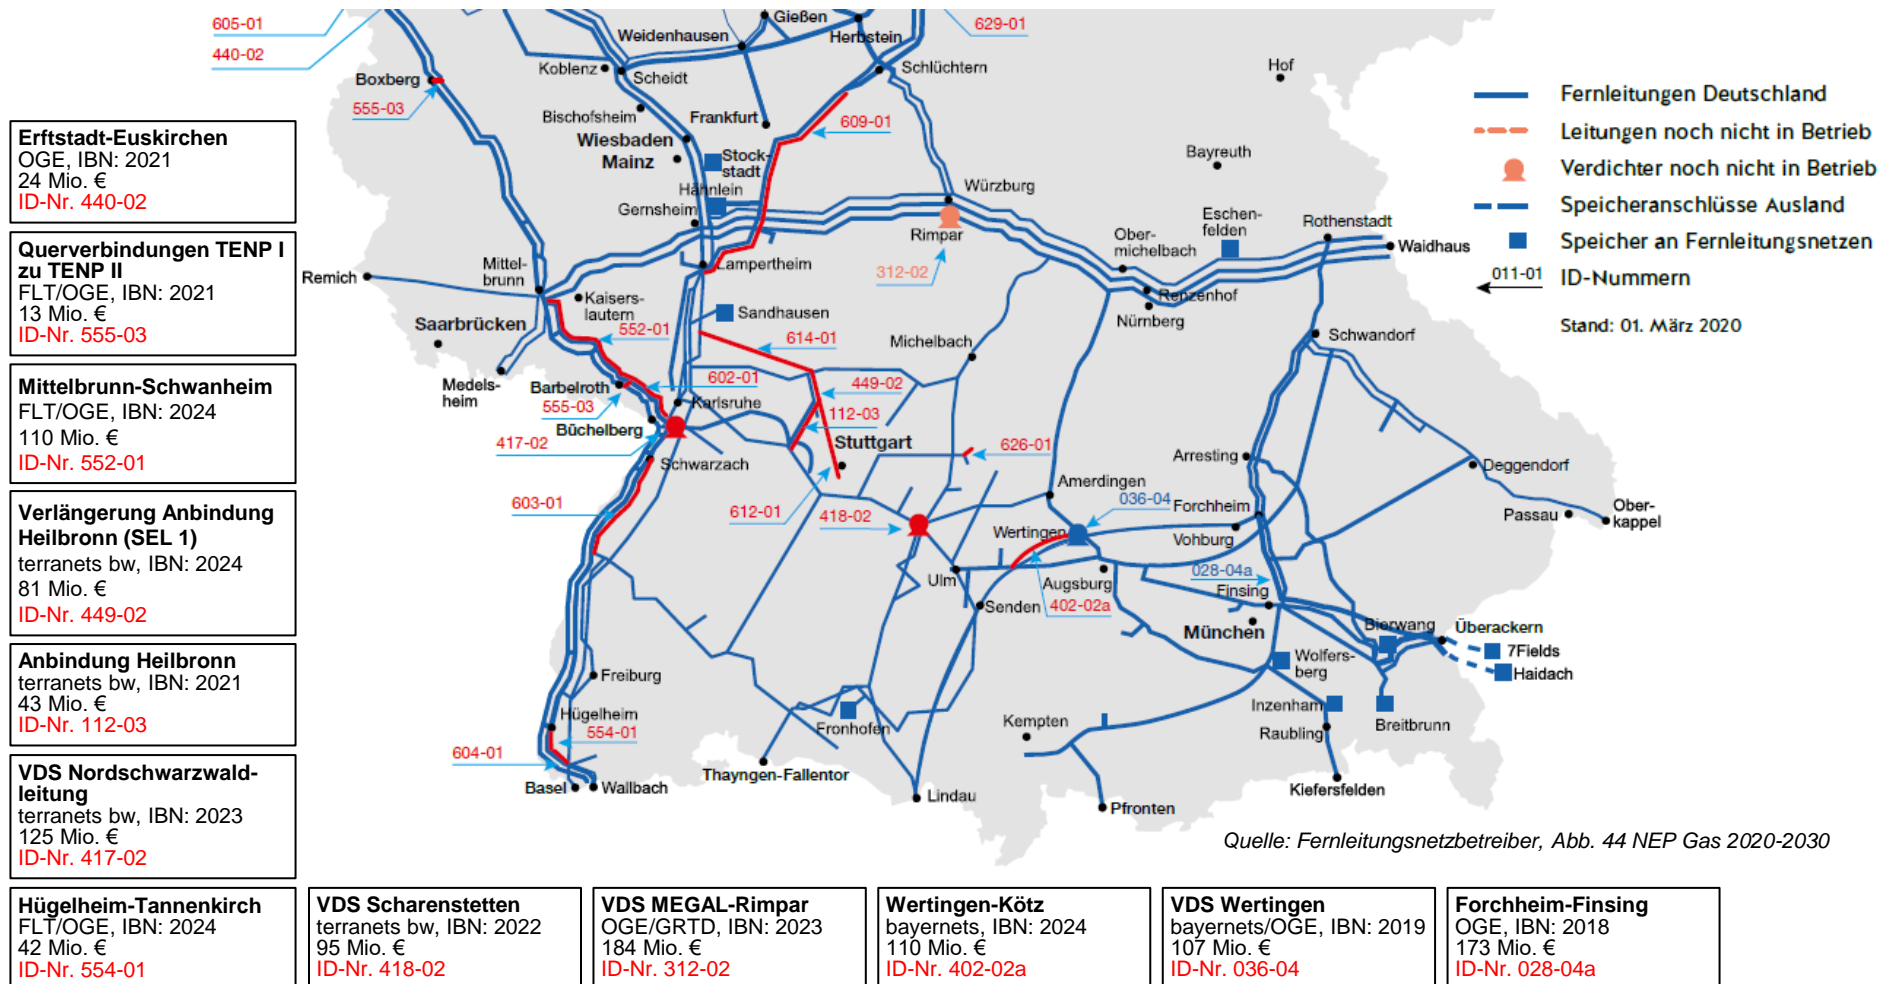 605-01
440-02
629-01
Gießen
Weidenhausen
Herbstein
Koblenz
Scheidt
Schlüchtern
Hof
Boxberg
555-03
Bischofsheim
Frankfurt
609-01
Wiesbaden
Mainz
Stock-
stadt
Hähnlein
Gernsheim
Würzburg
Bayreuth
Rimpar
312-02
Eschen-
felden
Ober-
michelbach
Rothenstadt
Waidhaus
Remich
Mittel-
brunn
Lampertheim
Kaisers-
lautern
Renzenhof
Nürnberg
Saarbrücken
552-01
Sandhausen
614-01
Michelbach
Schwandorf
Medels-
heim
Barbelroth
602-01
449-02
555-03
Karlsruhe
112-03
Büchelberg
417-02
Stuttgart
626-01
Schwarzach
Arresting
Deggendorf
Amerdingen
036-04
Forchheim
603-01
612-01
418-02
Wertingen
Vohburg
Passau
Ober-
kappel
Ulm
Augsburg
028-04a
Finsing
Senden
402-02a
München
Bierwang
Überackern
7Fields
Haidach
Wolfers-
berg
Freiburg
Inzenham
Breitbrunn
Hügelheim
554-01
Fronhofen
Kempten
Raubling
604-01
Basel
Wallbach
Thayngen-Fallentor
Lindau
Pfronten
Kiefersfelden
Fernleitungen Deutschland
Leitungen noch nicht in Betrieb
Verdichter noch nicht in Betrieb
Speicheranschlüsse Ausland
Speicher an Fernleitungsnetzen
011-01
ID-Nummern
Stand: 01. März 2020
Quelle: Fernleitungsnetzbetreiber, Abb. 44 NEP Gas 2020-2030
Erftstadt-Euskirchen
OGE, IBN: 2021
24 Mio. €
ID-Nr. 440-02
Querverbindungen TENP I
zu TENP II
FLT/OGE, IBN: 2021
13 Mio. €
ID-Nr. 555-03
Mittelbrunn-Schwanheim
FLT/OGE, IBN: 2024
110 Mio. €
ID-Nr. 552-01
Verlängerung Anbindung
Heilbronn (SEL 1)
terranets bw, IBN: 2024
81 Mio. €
ID-Nr. 449-02
Anbindung Heilbronn
terranets bw, IBN: 2021
43 Mio. €
ID-Nr. 112-03
VDS Nordschwarzwald-
leitung
terranets bw, IBN: 2023
125 Mio. €
ID-Nr. 417-02
Hügelheim-Tannenkirch
FLT/OGE, IBN: 2024
42 Mio. €
ID-Nr. 554-01
VDS Scharenstetten
terranets bw, IBN: 2022
95 Mio. €
ID-Nr. 418-02
VDS MEGAL-Rimpar
OGE/GRTD, IBN: 2023
184 Mio. €
ID-Nr. 312-02
Wertingen-Kötz
bayernets, IBN: 2024
110 Mio. €
ID-Nr. 402-02a
VDS Wertingen
bayernets/OGE, IBN: 2019
107 Mio. €
ID-Nr. 036-04
Forchheim-Finsing
OGE, IBN: 2018
173 Mio. €
ID-Nr. 028-04a